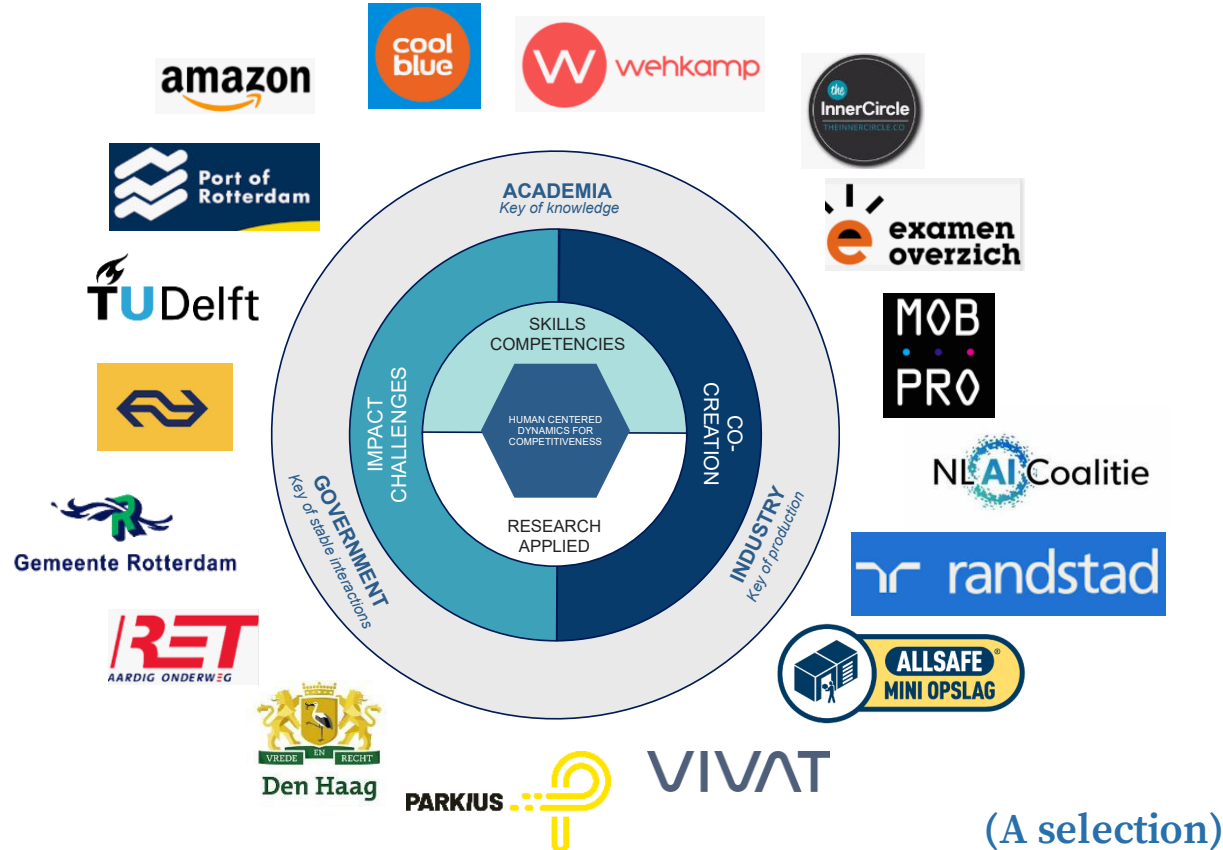 cool
blue
wehkamp
amazon
the
InnerCircle
THEINNERCIRCLE.CO
Port of
Rotterdam
ACADEMIA
Key of knowledge
examen
overzich
TU Delft
SKILLS
COMPETENCIES
MOB
PRO
IMPACT
CHALLENGES
HUMAN CENTERED
DYNAMICS FOR
COMPETITIVENESS
CO-
CREATION
NL AI Coalitie
GOVERNMENT
Key of stable interactions
RESEARCH
APPLIED
INDUSTRY
Key of production
Gemeente Rotterdam
randstad
RET
AARDIG ONDERWEG
ALLSAFE®
MINI OPSLAG
VREDE EN RECHT
Den Haag
PARKIUS
VIVAT
(A selection)